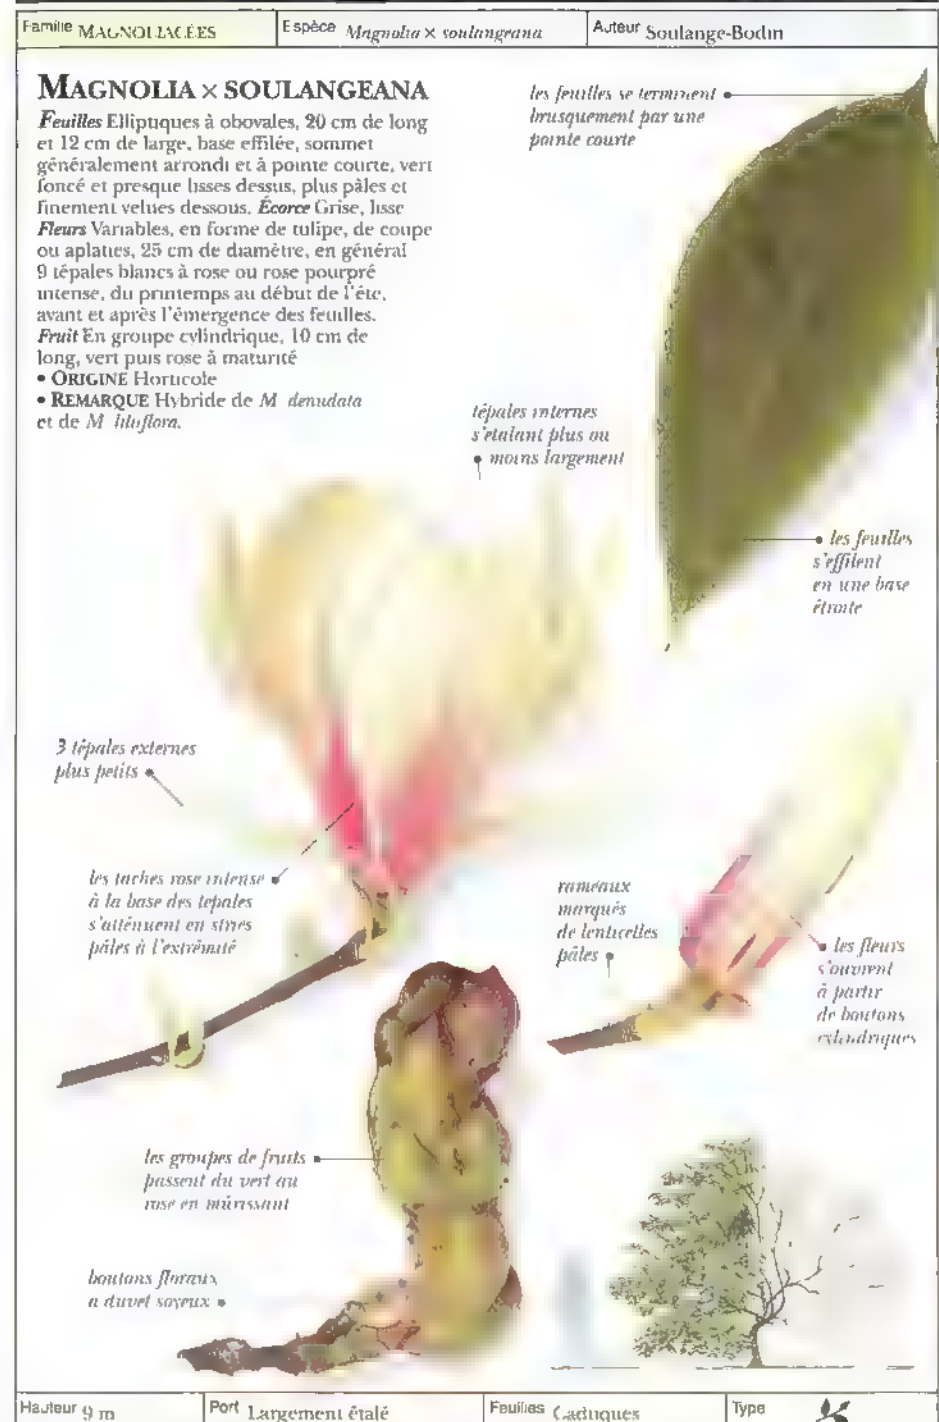 Famille MAGNOLIACÉES Espèce Magnolia × soulangeana Auteur Soulange-Bodin
MAGNOLIA × SOULANGEANA
Feuilles Elliptiques à obovales, 20 cm de long
et 12 cm de large, base effilée, sommet
généralement arrondi et à pointe courte, vert
foncé et presque lisses dessus, plus pâles et
finement velues dessous. Écorce Grise, lisse
Fleurs Variables, en forme de tulipe, de coupe
ou aplaties, 25 cm de diamètre, en général
9 tépales blancs à rose ou rose pourpré
intense, du printemps au début de l'été,
avant et après l'émergence des feuilles.
Fruit En groupe cylindrique, 10 cm de
long, vert puis rose à maturité
• ORIGINE Horticole
• REMARQUE Hybride de M denudata
et de M liliiflora.
les feuilles se terminent
brusquement par une
pointe courte
tépales internes
s'étalant plus ou
moins largement
les feuilles
s'effilent
en une base
étroite
3 tépales externes
plus petits
les taches rose intense
à la base des tépales
s'atténuent en stries
pâles à l'extrémité
rameaux
marqués
de lenticelles
pâles
les fleurs
s'ouvrent
à partir
de boutons
cylindriques
les groupes de fruits
passent du vert au
rose en mûrissant
boutons floraux
à duvet soyeux
Hauteur 9 m Port Largement étalé Feuilles Caduques Type